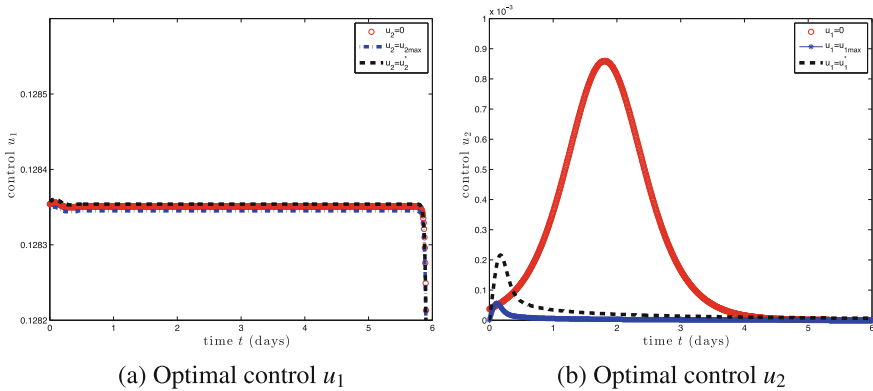 u2=0
u2=u2max
u2=u2*
0.1285
0.1284
0.1283
0.1282
control u1
0 1 2 3 4 5 6
time t (days)
(a) Optimal control u1
x 10^-3
u1=0
u1=u1max
u1=u1*
1
0.9
0.8
0.7
0.6
0.5
0.4
0.3
0.2
0.1
0
control u2
0 1 2 3 4 5 6
time t (days)
(b) Optimal control u2